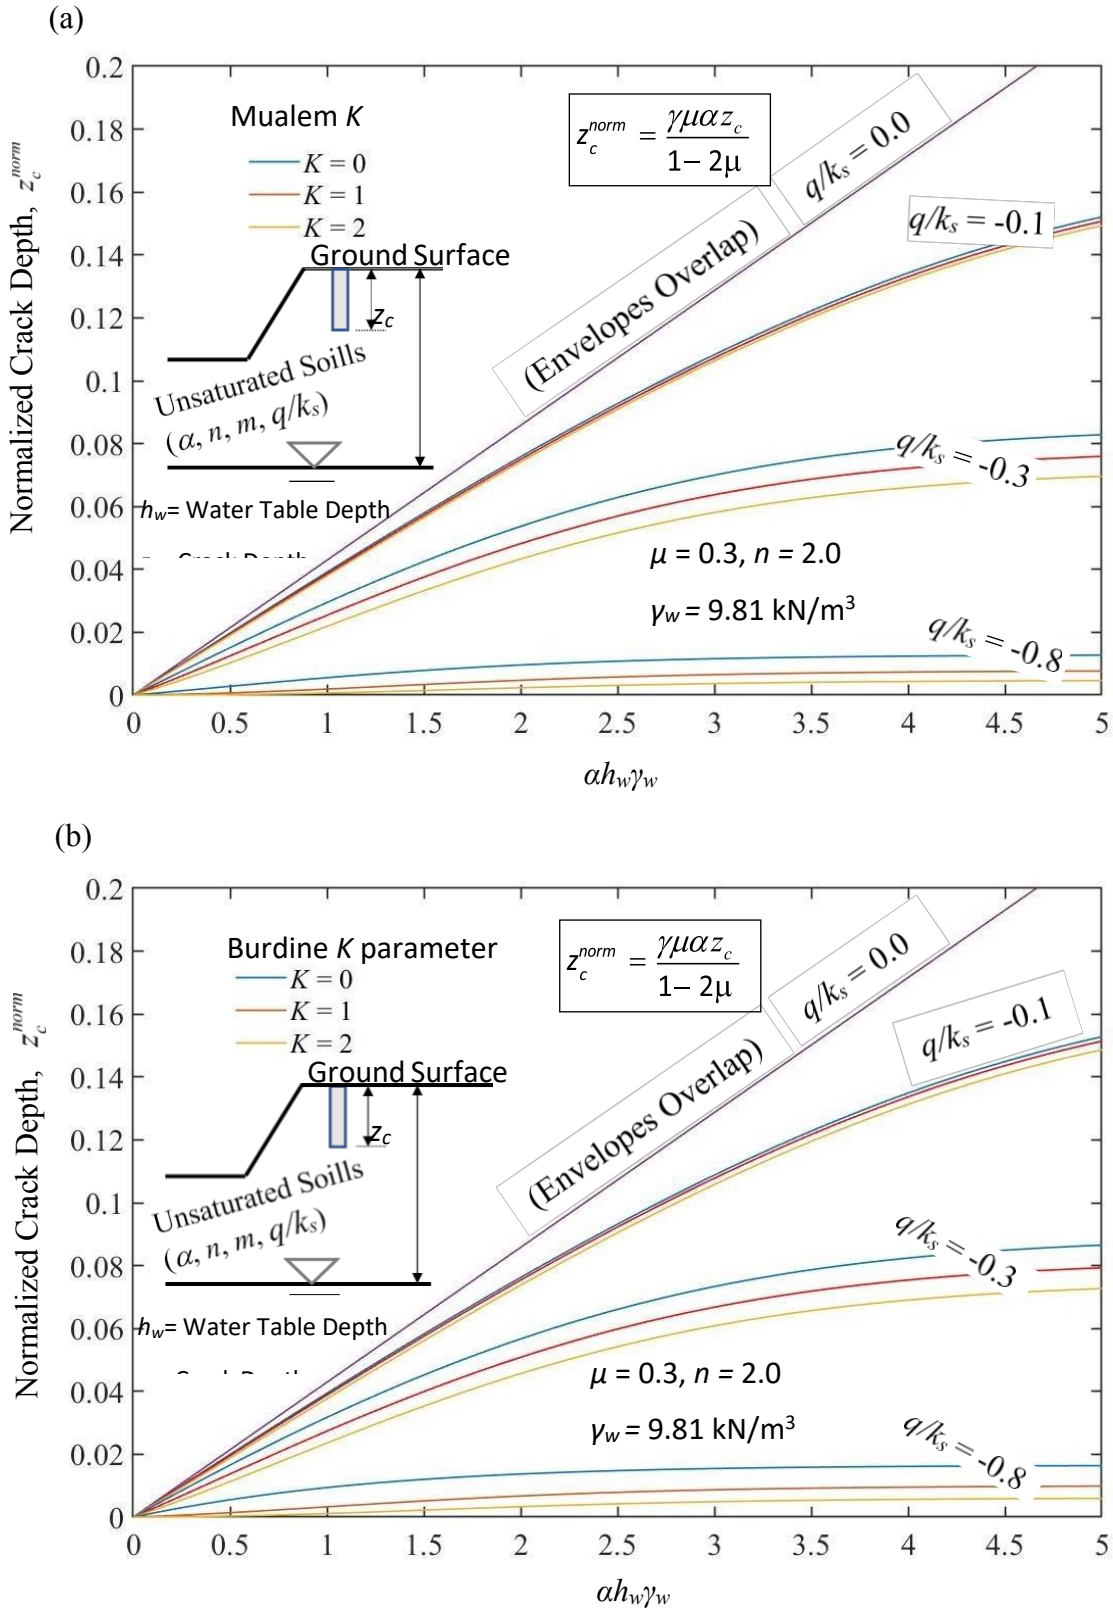 (a)
0.2
0.18
0.16
0.14
0.12
0.1
0.08
0.06
0.04
0.02
0
Normalized Crack Depth, z_c^norm
Mualem K
K = 0
K = 1
K = 2
z_c^norm = γμαz_c / 1– 2μ
q/k_s = 0.0
(Envelopes Overlap)
q/k_s = -0.1
Ground Surface
z_c
Unsaturated Soills
(α, n, m, q/k_s)
h_w= Water Table Depth
q/k_s = -0.3
μ = 0.3, n = 2.0
γ_w = 9.81 kN/m³
q/k_s = -0.8
0 0.5 1 1.5 2 2.5 3 3.5 4 4.5 5
αh_wγ_w
(b)
0.2
0.18
0.16
0.14
0.12
0.1
0.08
0.06
0.04
0.02
0
Normalized Crack Depth, z_c^norm
Burdine K parameter
K = 0
K = 1
K = 2
z_c^norm = γμαz_c / 1– 2μ
q/k_s = 0.0
(Envelopes Overlap)
q/k_s = -0.1
Ground Surface
z_c
Unsaturated Soills
(α, n, m, q/k_s)
h_w= Water Table Depth
q/k_s = -0.3
μ = 0.3, n = 2.0
γ_w = 9.81 kN/m³
q/k_s = -0.8
0 0.5 1 1.5 2 2.5 3 3.5 4 4.5 5
αh_wγ_w